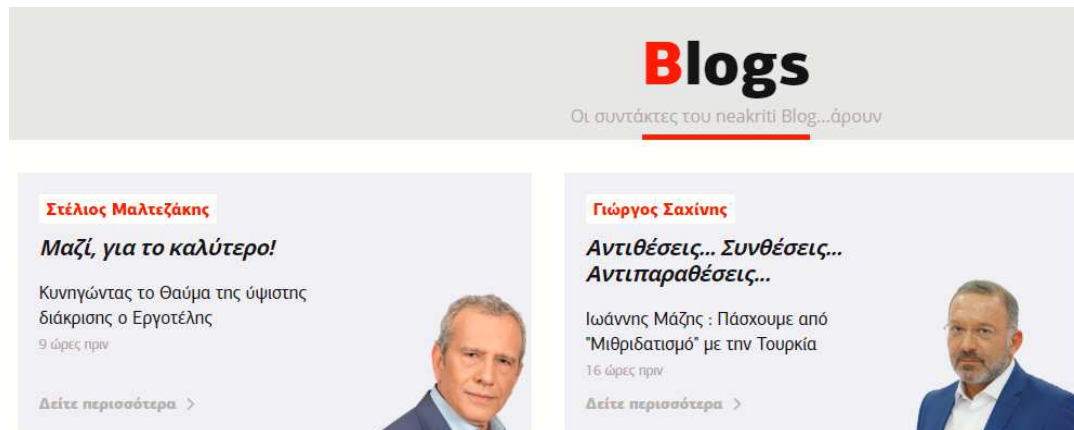 Blogs
Οι συντάκτες του neakriti Blog...άρουν
Στέλιος Μαλτεζάκης
Μαζί, για το καλύτερο!
Κυνηγώντας το Θαύμα της ύψιστης
διάκρισης ο Εργοτέλης
9 ώρες πριν
Δείτε περισσότερα >
Γιώργος Σαχίνης
Αντιθέσεις... Συνθέσεις...
Αντιπαραθέσεις...
Ιωάννης Μάζης : Πάσχουμε από
"Μιθριδατισμό" με την Τουρκία
16 ώρες πριν
Δείτε περισσότερα >